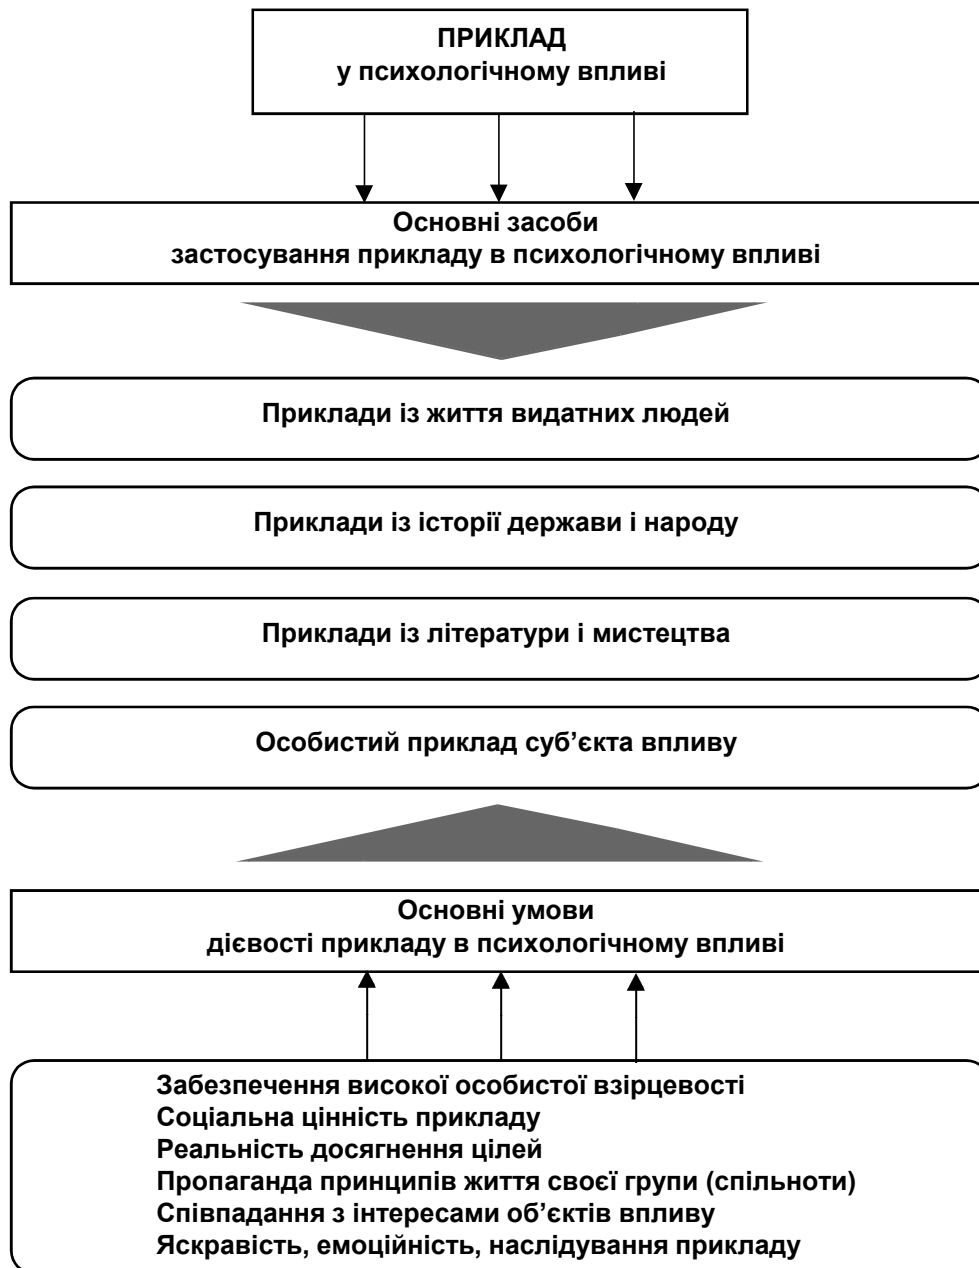 ПРИКЛАД
у психологічному впливі
Основні засоби
застосування прикладу в психологічному впливі
Приклади із життя видатних людей
Приклади із історії держави і народу
Приклади із літератури і мистецтва
Особистий приклад суб’єкта впливу
Основні умови
дієвості прикладу в психологічному впливі
Забезпечення високої особистої взірцевості
Соціальна цінність прикладу
Реальність досягнення цілей
Пропаганда принципів життя своєї групи (спільноти)
Співпадання з інтересами об’єктів впливу
Яскравість, емоційність, наслідування прикладу